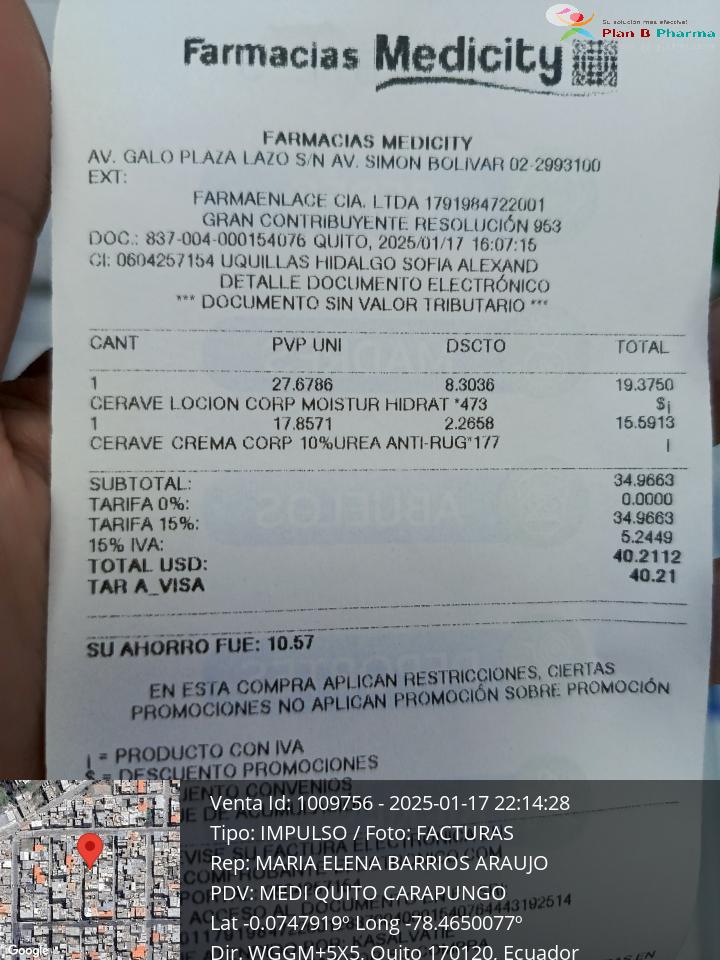 Su solución más efectiva!
Plan B Pharma
Farmacias Medicity
FARMACIAS MEDICITY
AV. GALO PLAZA LAZO S/N AV. SIMON BOLIVAR 02-2993100
EXT:
FARMAENLACE CIA. LTDA 1791984722001
GRAN CONTRIBUYENTE RESOLUCIÓN 953
DOC.: 837-004-000154076 QUITO, 2025/01/17 16:07:15
CI: 0604257154 UQUILLAS HIDALGO SOFIA ALEXAND
DETALLE DOCUMENTO ELECTRÓNICO
*** DOCUMENTO SIN VALOR TRIBUTARIO ***
CANT PVP UNI DSCTO TOTAL
1 27.6786 8.3036 19.3750
CERAVE LOCION CORP MOISTUR HIDRAT *473 $¡
1 17.8571 2.2658 15.5913
CERAVE CREMA CORP 10%UREA ANTI-RUG*177 ¡
SUBTOTAL: 34.9663
TARIFA 0%: 0.0000
TARIFA 15%: 34.9663
15% IVA: 5.2449
TOTAL USD: 40.2112
TAR A_VISA 40.21
SU AHORRO FUE: 10.57
EN ESTA COMPRA APLICAN RESTRICCIONES, CIERTAS
PROMOCIONES NO APLICAN PROMOCIÓN SOBRE PROMOCIÓN
¡ = PRODUCTO CON IVA
$ = DESCUENTO PROMOCIONES
CONVENIOS
Venta Id: 1009756 - 2025-01-17 22:14:28
Tipo: IMPULSO / Foto: FACTURAS
Rep: MARIA ELENA BARRIOS ARAUJO
PDV: MEDI QUITO CARAPUNGO
Lat -0.0747919º Long -78.4650077º
Dir. WGGM+5X5, Quito 170120, Ecuador
Google